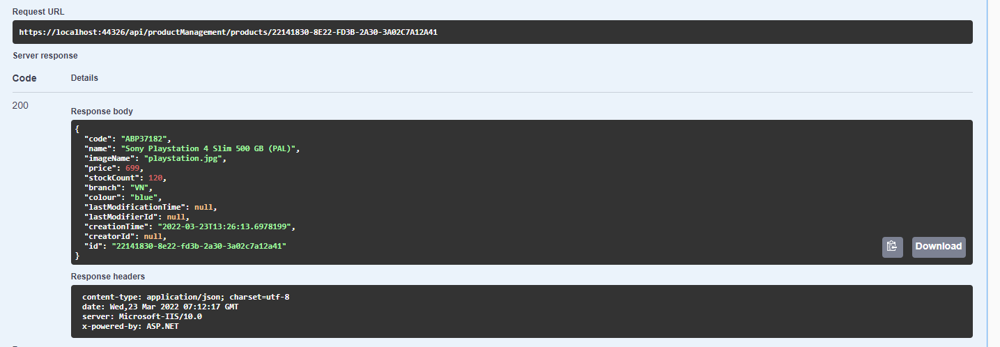 Request URL
https://localhost:44326/api/productManagement/products/22141830-8E22-FD3B-2A30-3A02C7A12A41
Server response
Code Details
200
Response body
{
"code": "ABP37182",
"name": "Sony Playstation 4 Slim 500 GB (PAL)",
"imageName": "playstation.jpg",
"price": 699,
"stockCount": 120,
"branch": "VN",
"colour": "blue",
"lastModificationTime": null,
"lastModifierId": null,
"creationTime": "2022-03-23T13:26:13.6978199",
"creatorId": null,
"id": "22141830-8e22-fd3b-2a30-3a02c7a12a41"
}
Download
Response headers
content-type: application/json; charset=utf-8
date: Wed,23 Mar 2022 07:12:17 GMT
server: Microsoft-IIS/10.0
x-powered-by: ASP.NET